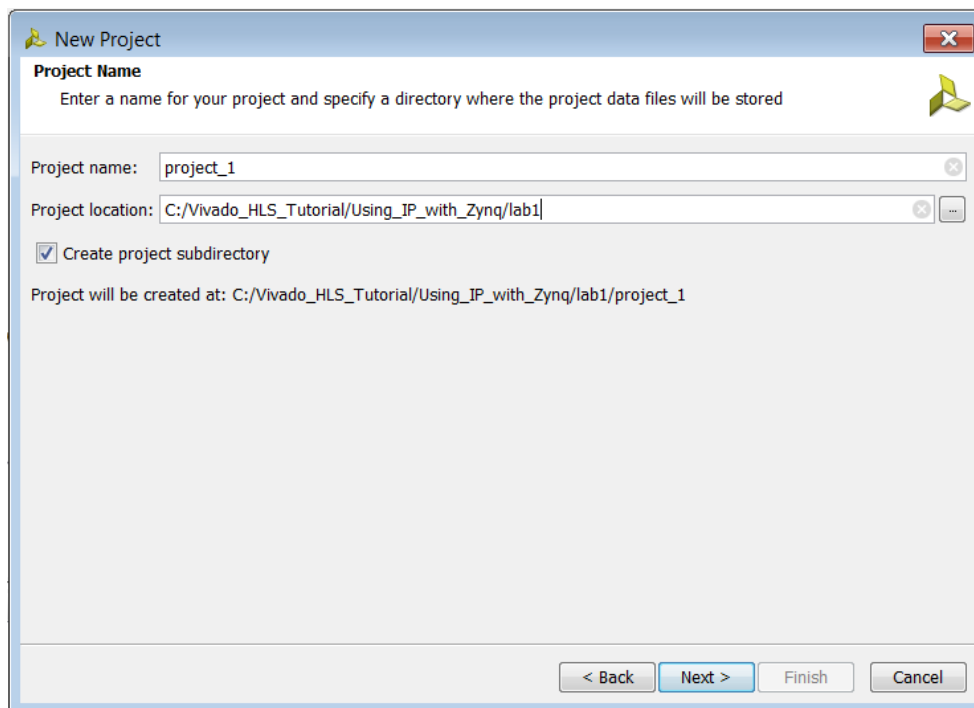 New Project
Project Name
Enter a name for your project and specify a directory where the project data files will be stored
Project name: project_1
Project location: C:/Vivado_HLS_Tutorial/Using_IP_with_Zynq/lab1 ...
Create project subdirectory
Project will be created at: C:/Vivado_HLS_Tutorial/Using_IP_with_Zynq/lab1/project_1
< Back Next > Finish Cancel